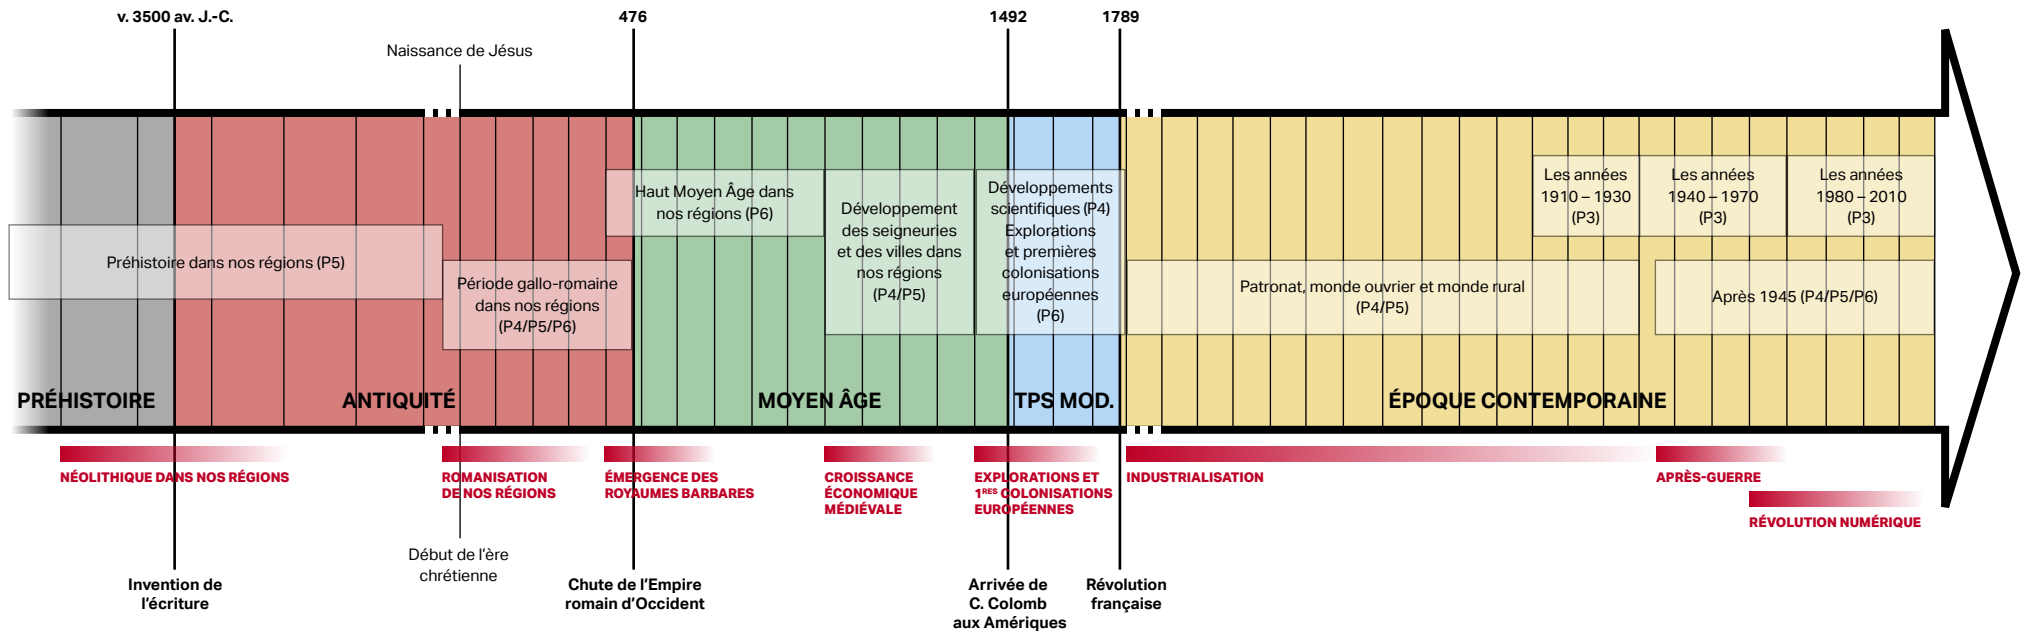 v. 3500 av. J.-C.
476
1492
1789
Naissance de Jésus
Haut Moyen Âge dans
nos régions (P6)
Développement
des seigneuries
et des villes dans
nos régions
(P4/P5)
Développements
scientifiques (P4)
Explorations
et premières
colonisations
européennes
(P6)
Les années
1910 – 1930
(P3)
Les années
1940 – 1970
(P3)
Les années
1980 – 2010
(P3)
Préhistoire dans nos régions (P5)
Période gallo-romaine
dans nos régions
(P4/P5/P6)
Patronat, monde ouvrier et monde rural
(P4/P5)
Après 1945 (P4/P5/P6)
PRÉHISTOIRE
ANTIQUITÉ
MOYEN ÂGE
TPS MOD.
ÉPOQUE CONTEMPORAINE
NÉOLITHIQUE DANS NOS RÉGIONS
ROMANISATION
DE NOS RÉGIONS
ÉMERGENCE DES
ROYAUMES BARBARES
CROISSANCE
ÉCONOMIQUE
MÉDIÉVALE
EXPLORATIONS ET
1RES COLONISATIONS
EUROPÉENNES
INDUSTRIALISATION
APRÈS-GUERRE
RÉVOLUTION NUMÉRIQUE
Début de l'ère
chrétienne
Invention de
l'écriture
Chute de l'Empire
romain d'Occident
Arrivée de
C. Colomb
aux Amériques
Révolution
française